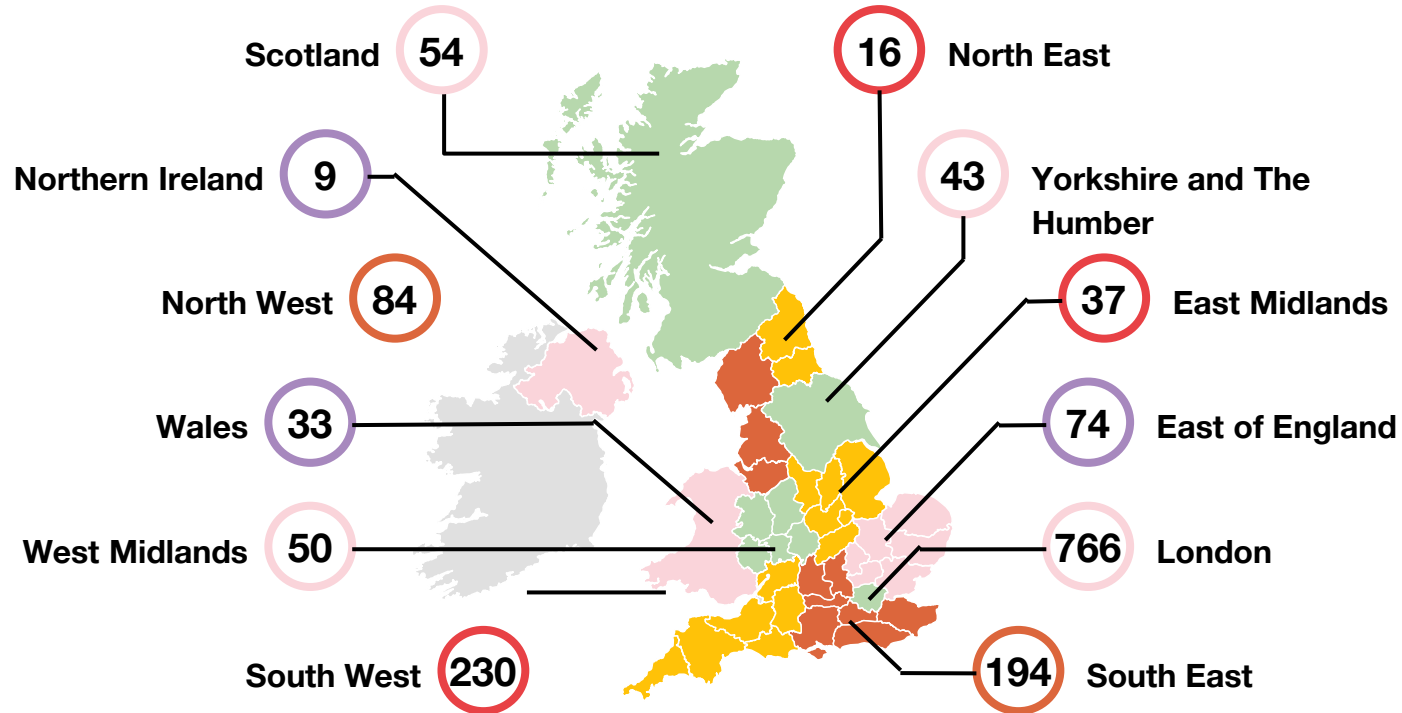 Scotland 54
16 North East
Northern Ireland 9
43 Yorkshire and The
Humber
North West 84
37 East Midlands
Wales 33
74 East of England
West Midlands 50
766 London
South West 230
194 South East